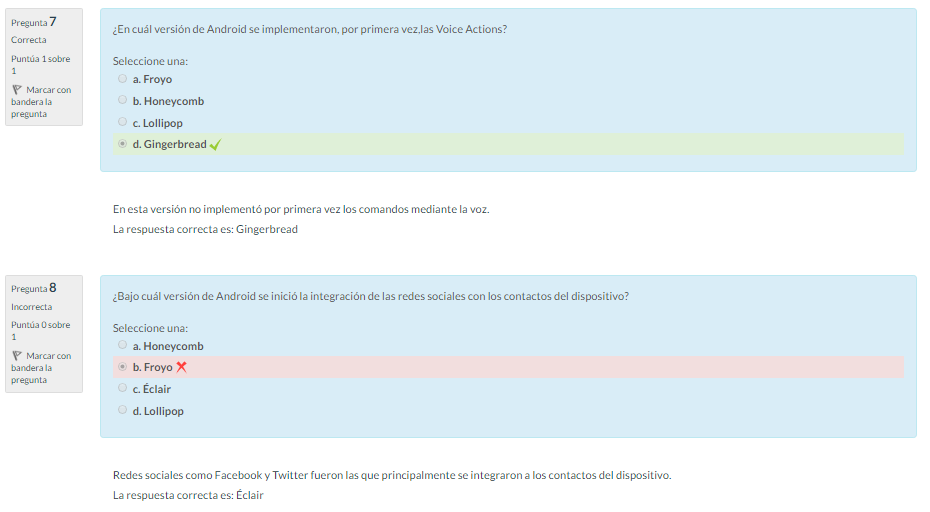 Pregunta 7
Correcta
Puntúa 1 sobre
1
Marcar con
bandera la
pregunta
¿En cuál versión de Android se implementaron, por primera vez,las Voice Actions?
Seleccione una:
a. Froyo
b. Honeycomb
c. Lollipop
d. Gingerbread
En esta versión no implementó por primera vez los comandos mediante la voz.
La respuesta correcta es: Gingerbread
Pregunta 8
Incorrecta
Puntúa 0 sobre
1
Marcar con
bandera la
pregunta
¿Bajo cuál versión de Android se inició la integración de las redes sociales con los contactos del dispositivo?
Seleccione una:
a. Honeycomb
b. Froyo
c. Éclair
d. Lollipop
Redes sociales como Facebook y Twitter fueron las que principalmente se integraron a los contactos del dispositivo.
La respuesta correcta es: Éclair